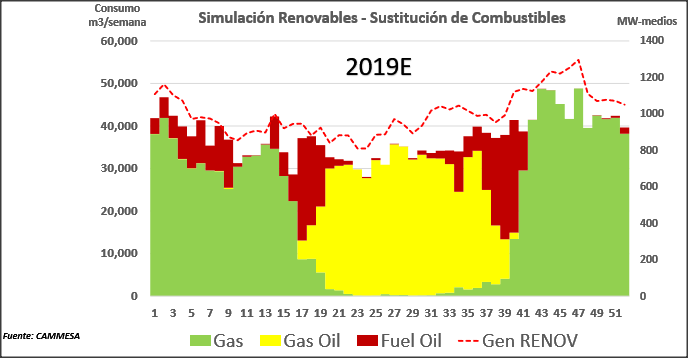 Consumo
m3/semana
Simulación Renovables - Sustitución de Combustibles
MW-medios
2019E
60,000
50,000
40,000
30,000
20,000
10,000
0
1400
1200
1000
800
600
400
200
0
1 3 5 7 9 11 13 15 17 19 21 23 25 27 29 31 33 35 37 39 41 43 45 47 49 51
Fuente: CAMMESA
Gas Gas Oil Fuel Oil Gen RENOV